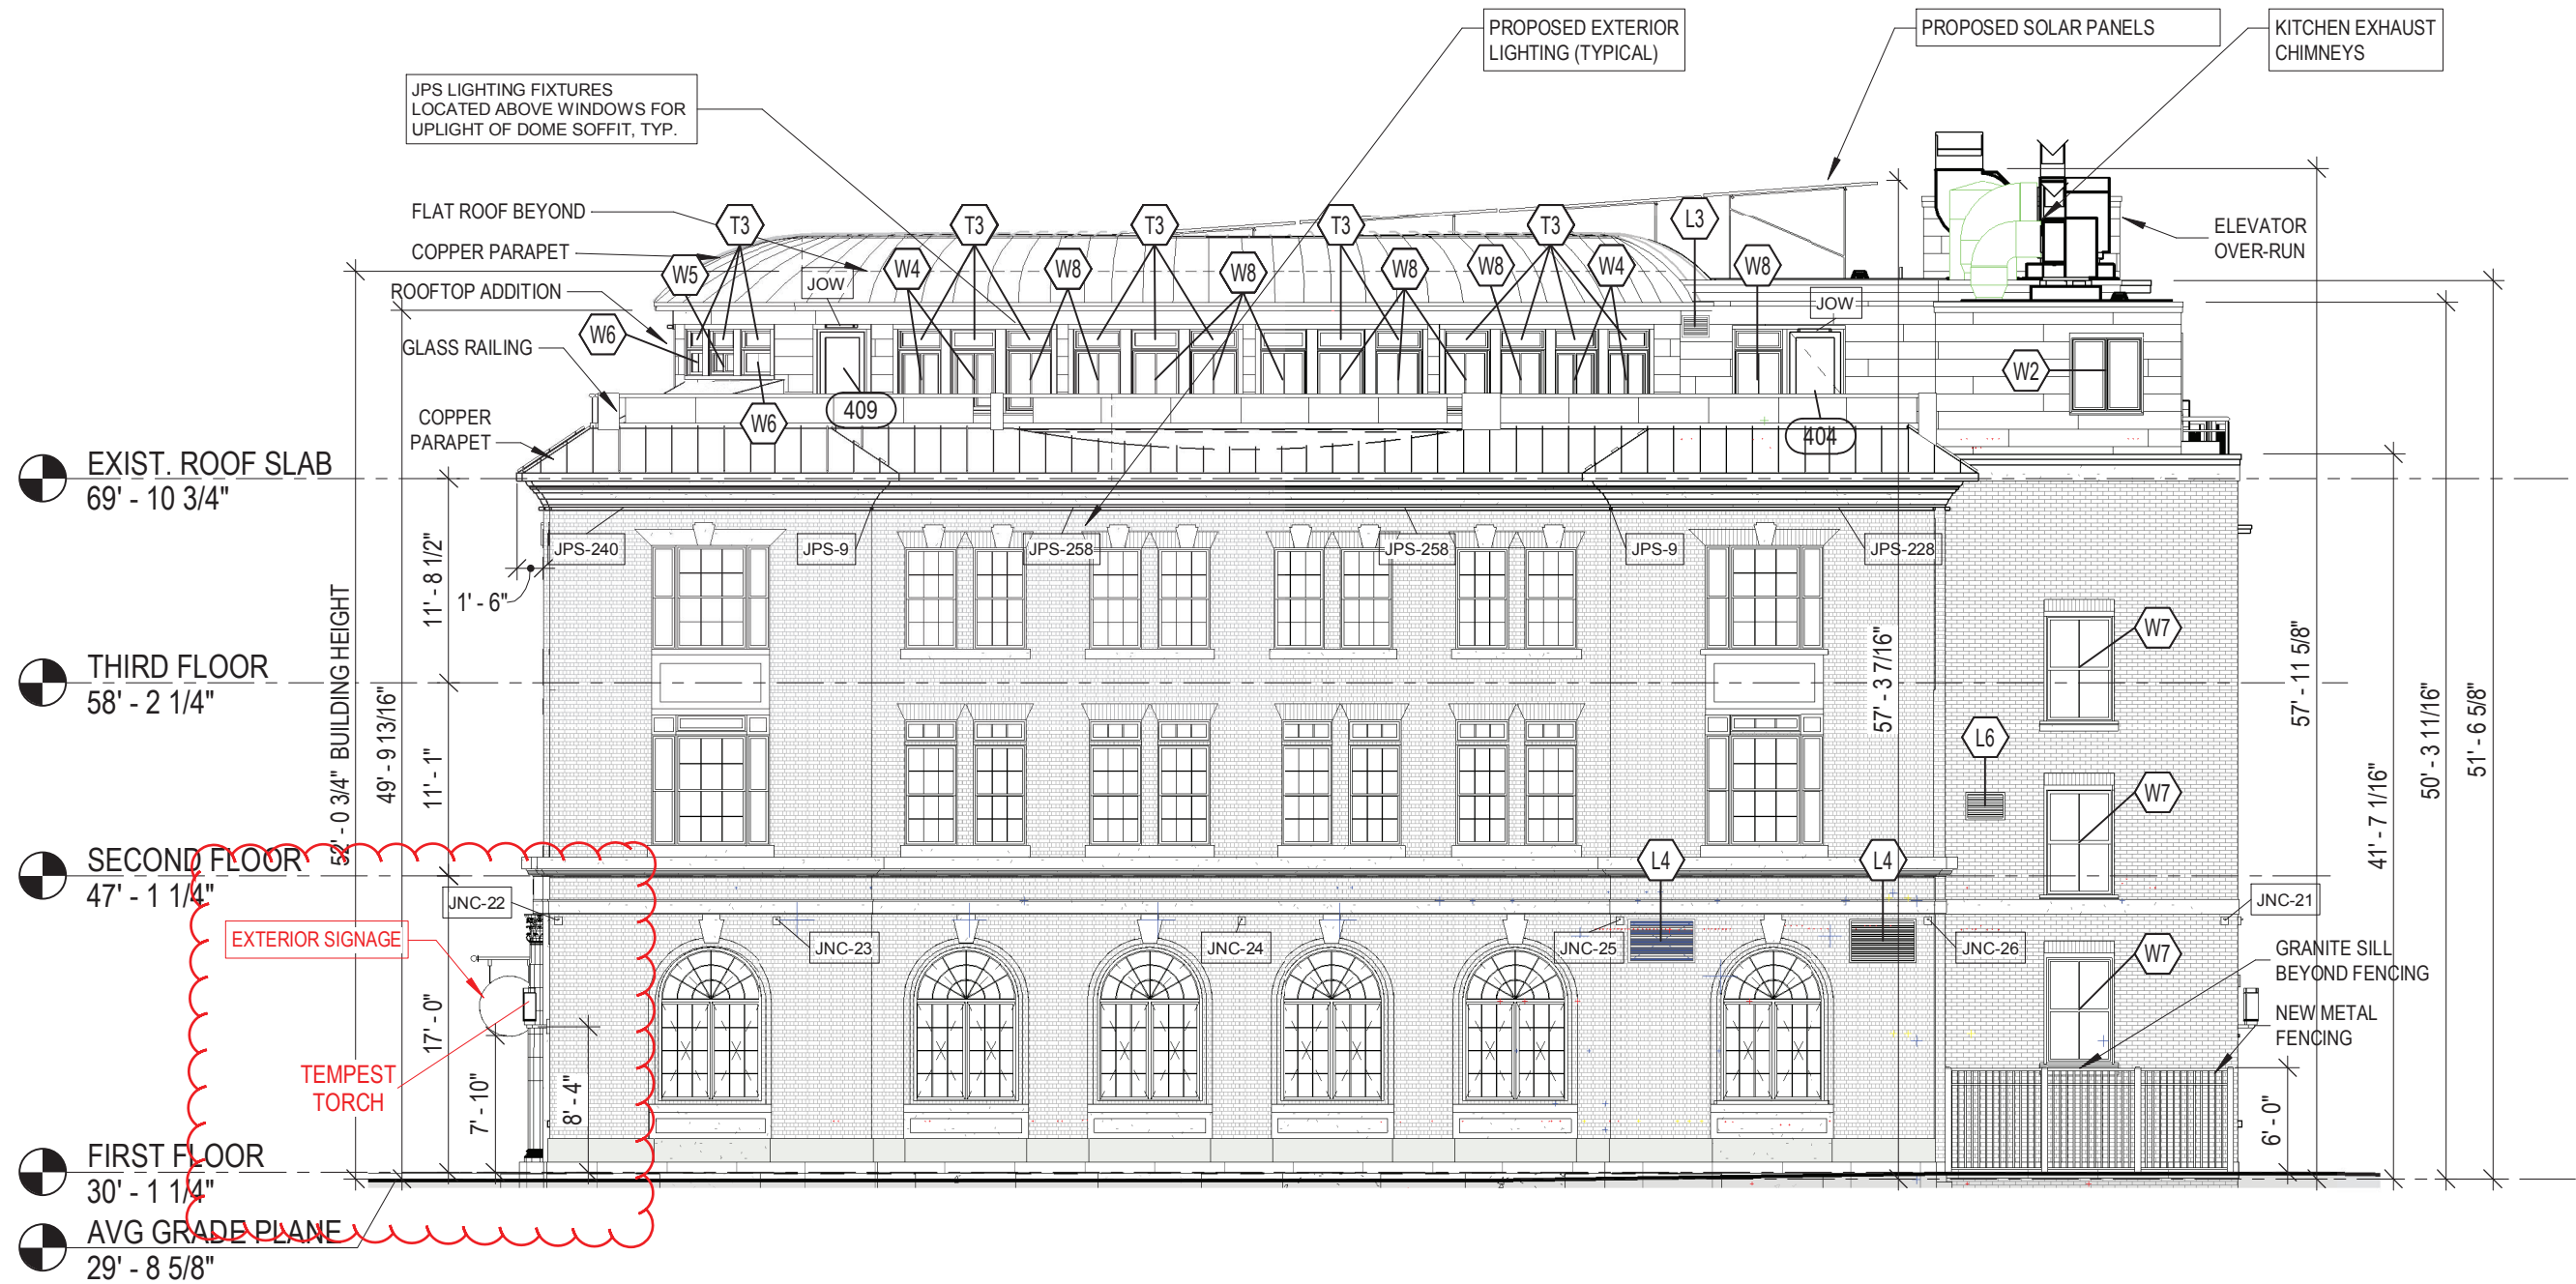 PROPOSED EXTERIOR
LIGHTING (TYPICAL)
PROPOSED SOLAR PANELS
KITCHEN EXHAUST
CHIMNEYS
JPS LIGHTING FIXTURES
LOCATED ABOVE WINDOWS FOR
UPLIGHT OF DOME SOFFIT, TYP.
FLAT ROOF BEYOND
COPPER PARAPET
ROOFTOP ADDITION
GLASS RAILING
COPPER
PARAPET
T3
T3
T3
T3
T3
L3
ELEVATOR
OVER-RUN
W5
W4
W8
W8
W8
W8
W4
W8
JOW
JOW
W6
W6
W2
409
404
EXIST. ROOF SLAB
69' - 10 3/4"
JPS-240
JPS-9
JPS-258
JPS-258
JPS-9
JPS-228
1' - 6"
11' - 8 1/2"
THIRD FLOOR
58' - 2 1/4"
52' - 0 3/4" BUILDING HEIGHT
49' - 9 13/16"
11' - 1"
57' - 3 7/16"
57' - 11 5/8"
41' - 7 1/16"
50' - 3 11/16"
51' - 6 5/8"
W7
L6
W7
SECOND FLOOR
47' - 1 1/4"
L4
L4
JNC-22
JNC-23
JNC-24
JNC-25
JNC-26
JNC-21
W7
EXTERIOR SIGNAGE
GRANITE SILL
BEYOND FENCING
NEW METAL
FENCING
17' - 0"
TEMPEST
TORCH
7' - 10"
8' - 4"
6' - 0"
FIRST FLOOR
30' - 1 1/4"
AVG GRADE PLANE
29' - 8 5/8"